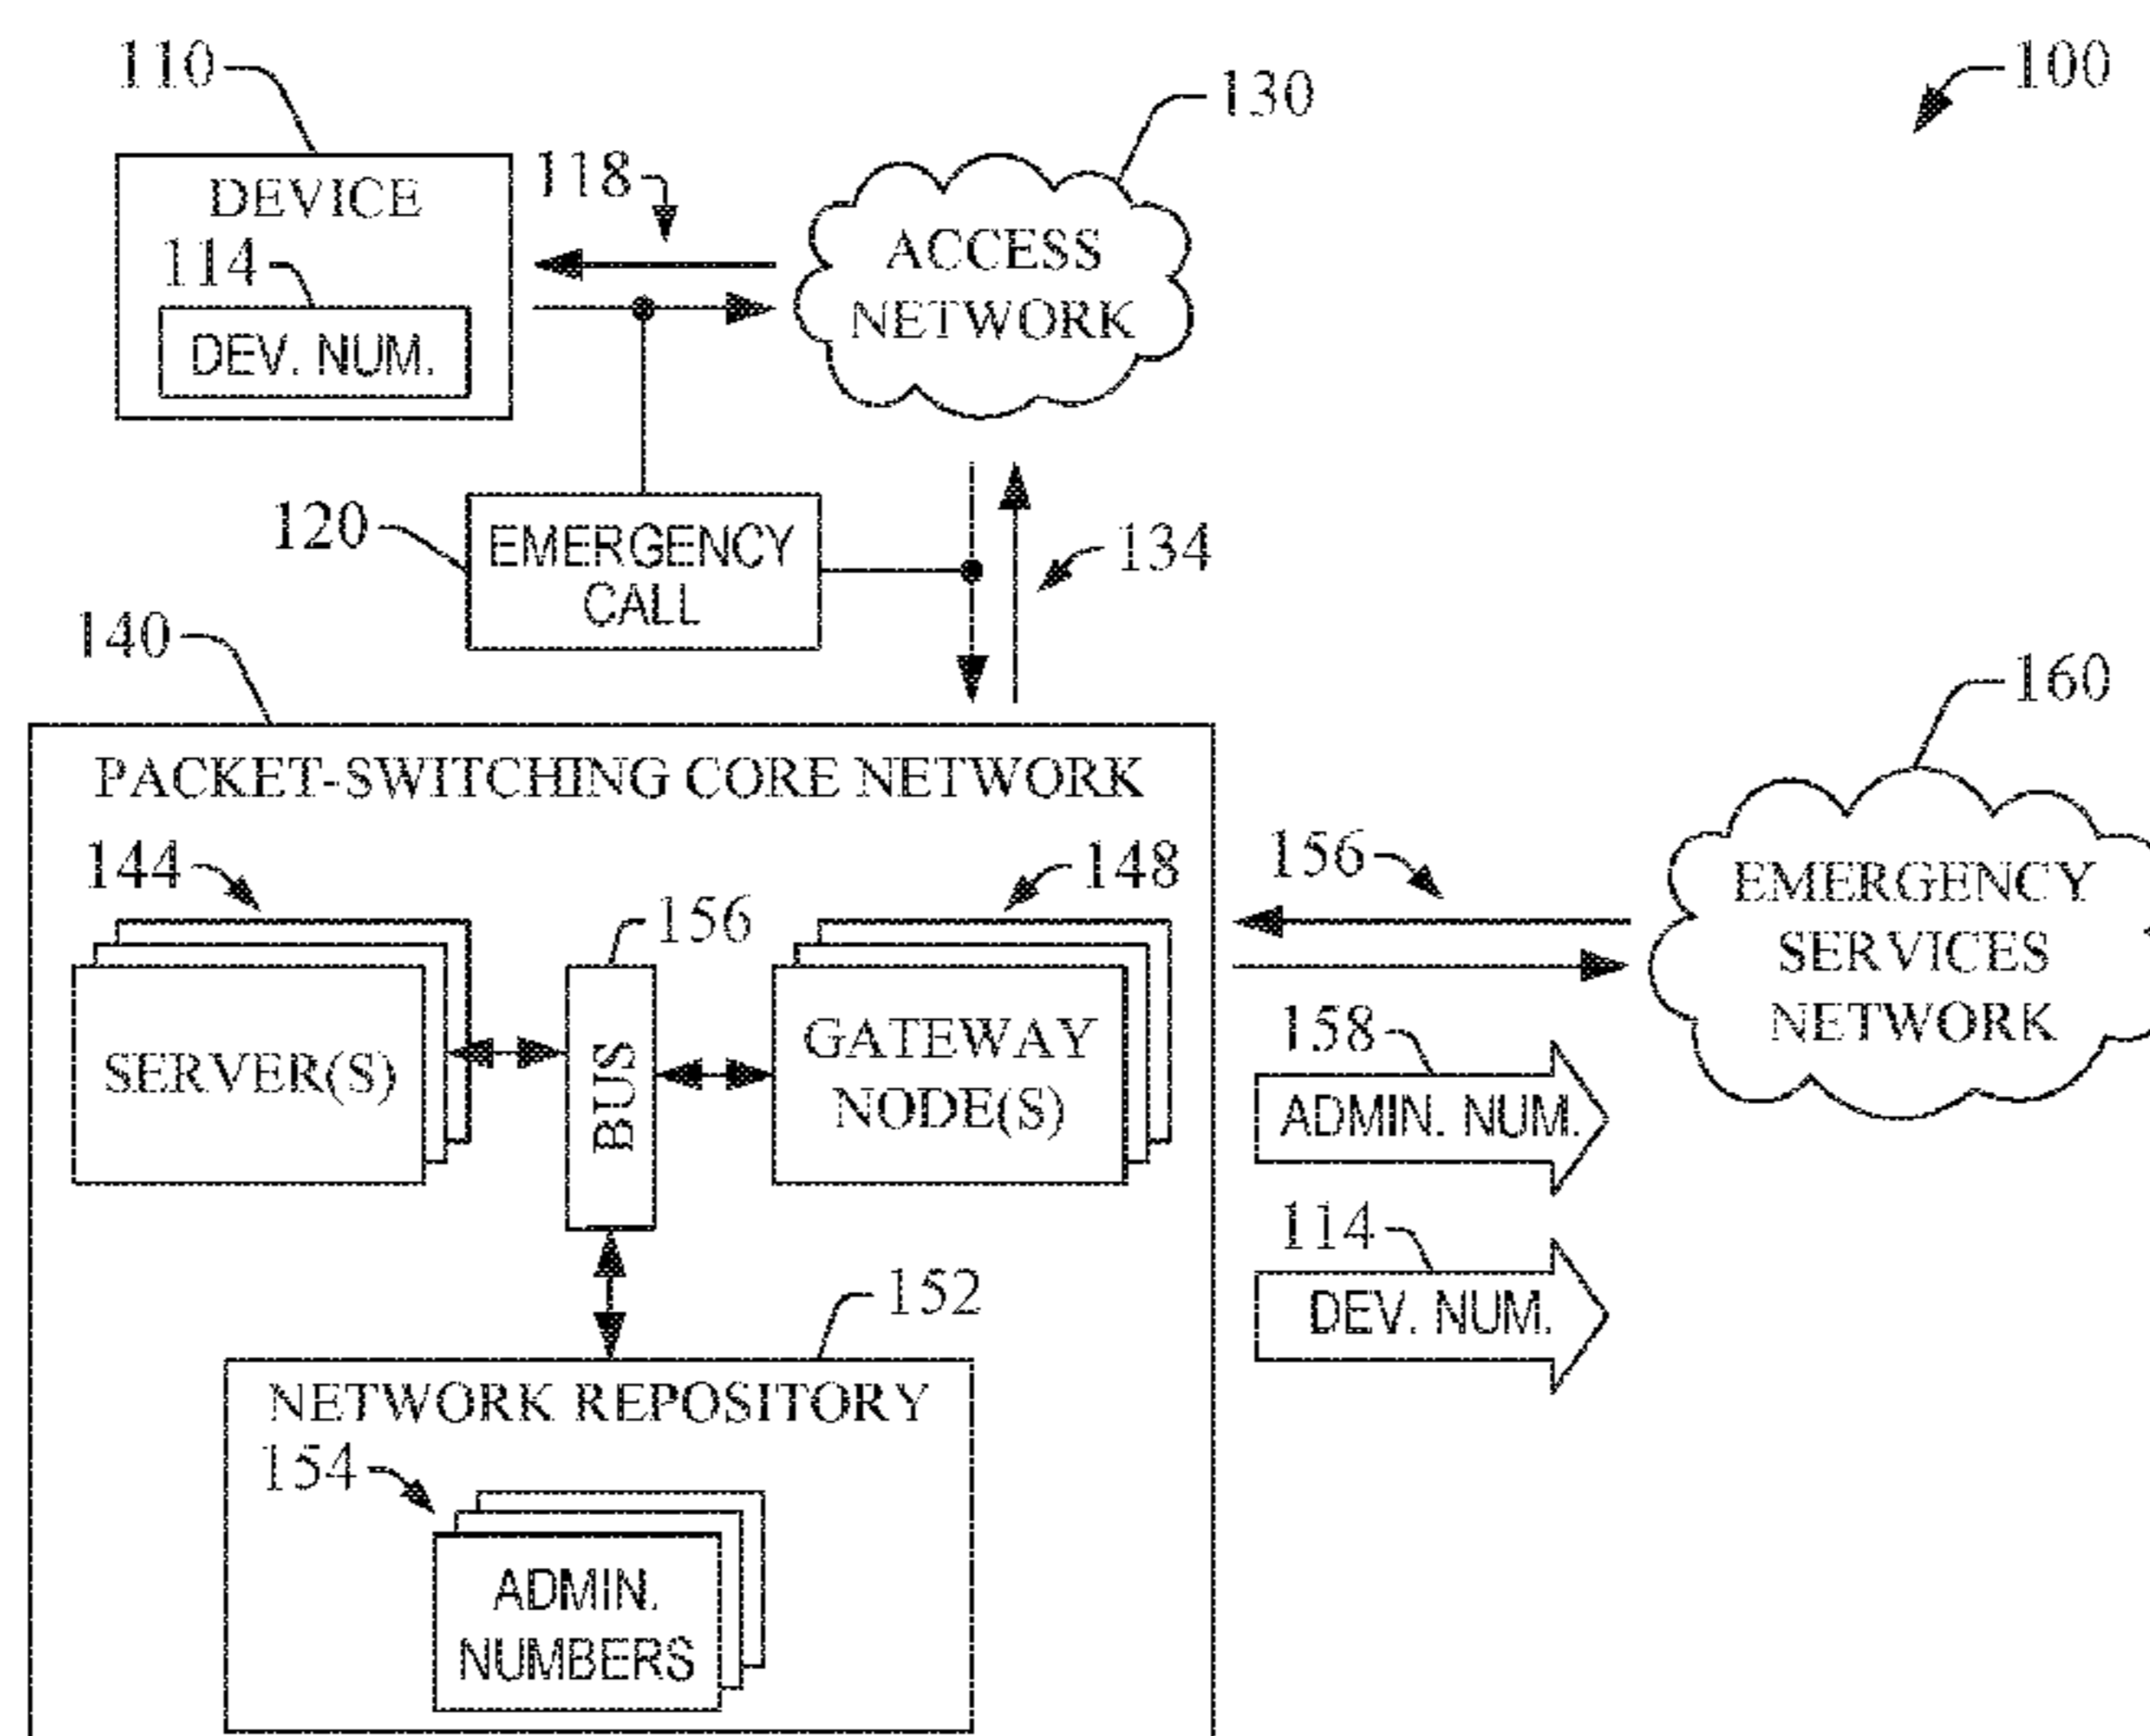 110
130
100
118
DEVICE
114
DEV. NUM.
ACCESS
NETWORK
120
EMERGENCY
CALL
134
140
160
PACKET-SWITCHING CORE NETWORK
144
148
156
156
EMERGENCY
SERVICES
NETWORK
SERVER(S)
BUS
GATEWAY
NODE(S)
158
ADMIN. NUM.
114
DEV. NUM.
152
NETWORK REPOSITORY
154
ADMIN.
NUMBERS